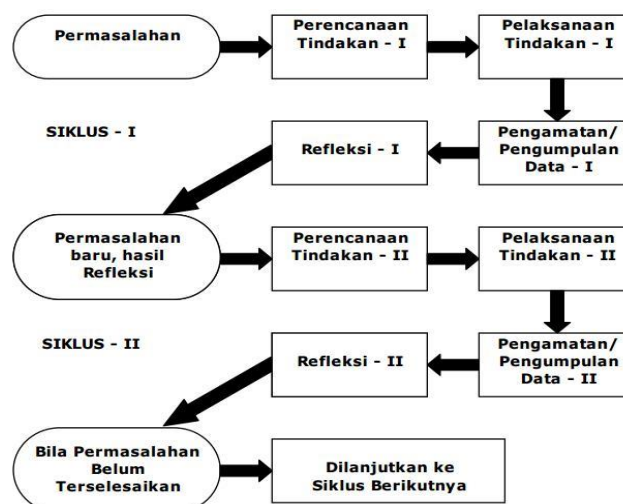 Permasalahan
Perencanaan
Tindakan - I
Pelaksanaan
Tindakan - I
SIKLUS - I
Refleksi - I
Pengamatan/
Pengumpulan
Data - I
Permasalahan
baru, hasil
Refleksi
Perencanaan
Tindakan - II
Pelaksanaan
Tindakan - II
SIKLUS - II
Refleksi - II
Pengamatan/
Pengumpulan
Data - II
Bila Permasalahan
Belum
Terselesaikan
Dilanjutkan ke
Siklus Berikutnya